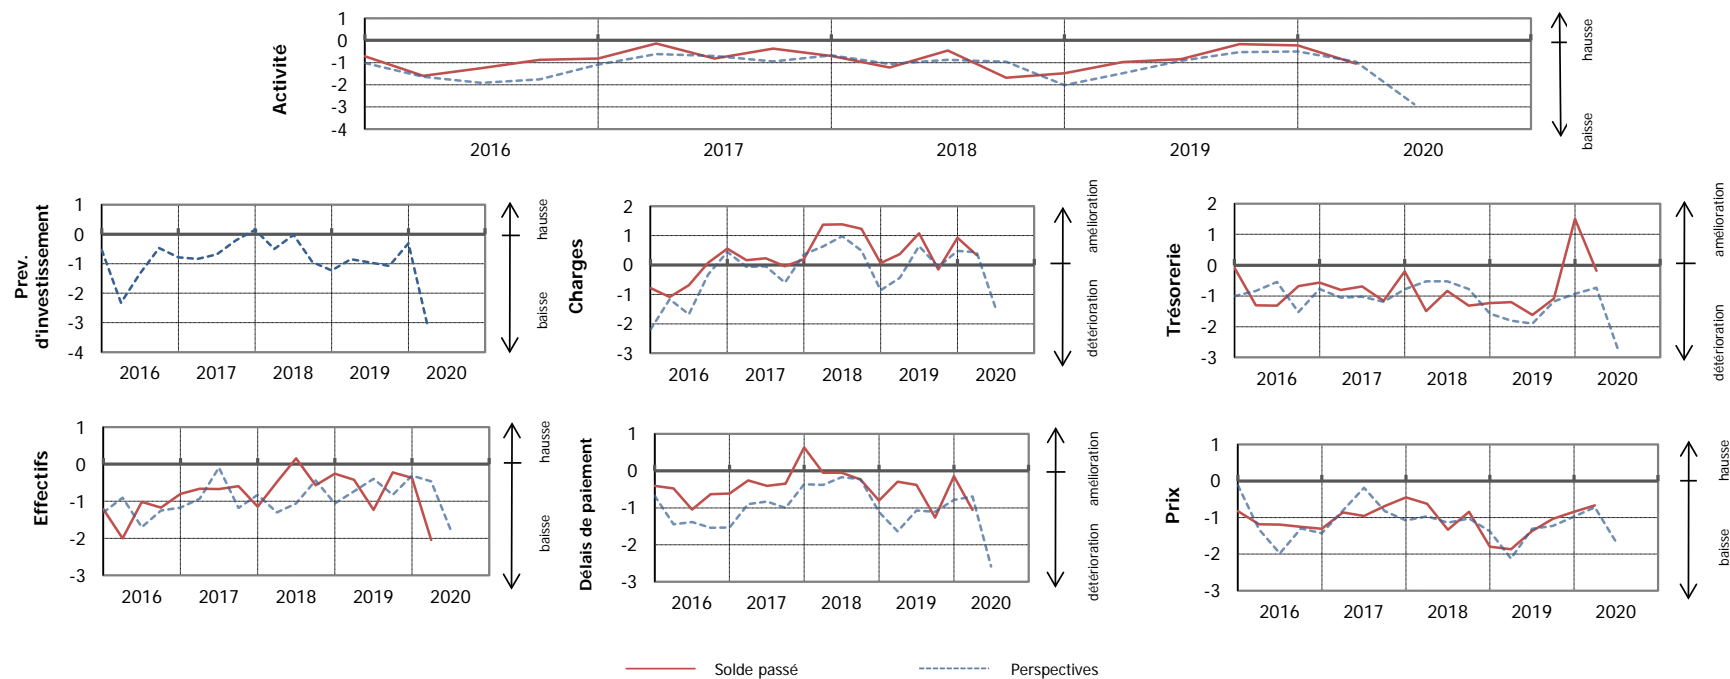 Activité
1
0
-1
-2
-3
-4
2016 2017 2018 2019 2020
hausse
baisse
Prev.
d'investissement
1
0
-1
-2
-3
-4
2016 2017 2018 2019 2020
hausse
baisse
Charges
2
1
0
-1
-2
-3
2016 2017 2018 2019 2020
amélioration
détérioration
Trésorerie
2
1
0
-1
-2
-3
2016 2017 2018 2019 2020
amélioration
détérioration
Effectifs
1
0
-1
-2
-3
2016 2017 2018 2019 2020
hausse
baisse
Délais de paiement
1
0
-1
-2
-3
2016 2017 2018 2019 2020
amélioration
détérioration
Prix
1
0
-1
-2
-3
2016 2017 2018 2019 2020
hausse
baisse
Solde passé Perspectives